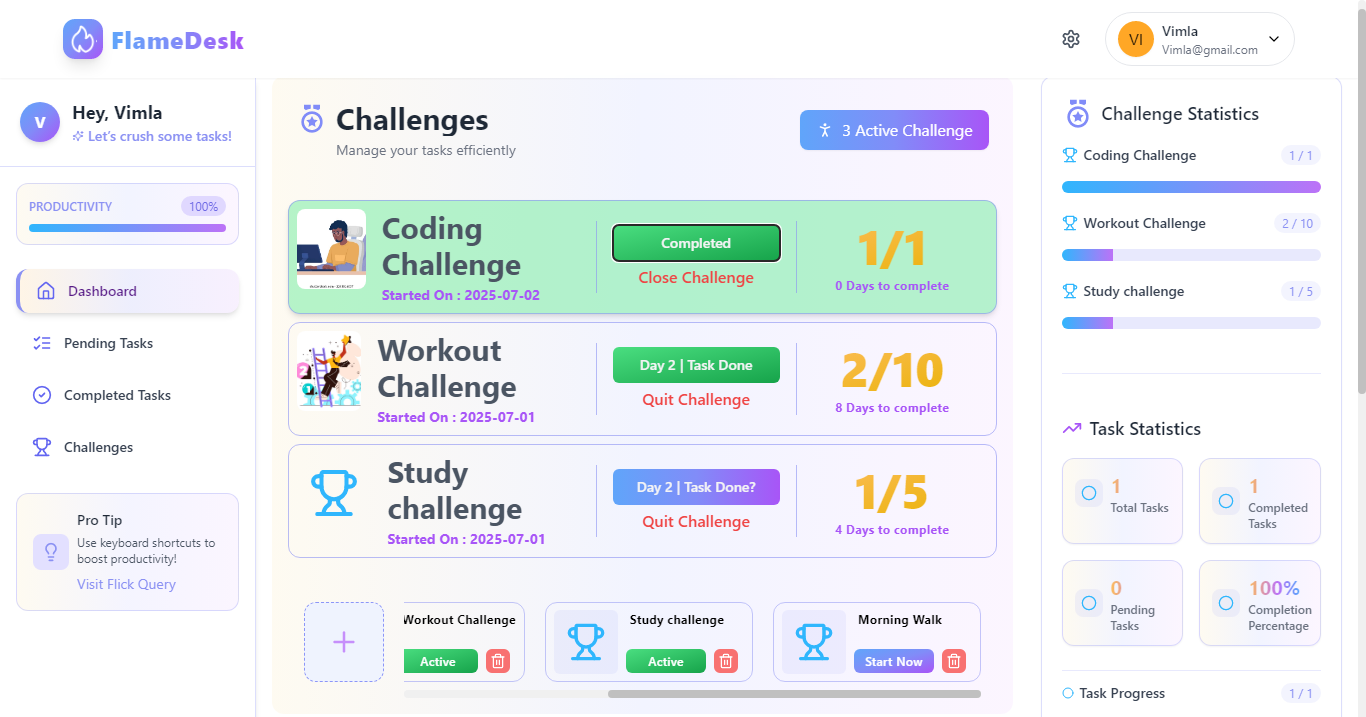 FlameDesk
VI
Vimla
Vimla@gmail.com
V
Hey, Vimla
Let's crush some tasks!
PRODUCTIVITY
100%
Dashboard
Pending Tasks
Completed Tasks
Challenges
Pro Tip
Use keyboard shortcuts to
boost productivity!
Visit Flick Query
Challenges
Manage your tasks efficiently
3 Active Challenge
Coding
Challenge
Started On : 2025-07-02
Completed
Close Challenge
1/1
0 Days to complete
Workout
Challenge
Started On : 2025-07-01
Day 2 | Task Done
Quit Challenge
2/10
8 Days to complete
Study
challenge
Started On : 2025-07-01
Day 2 | Task Done?
Quit Challenge
1/5
4 Days to complete
Workout Challenge
Active
Study challenge
Active
Morning Walk
Start Now
Challenge Statistics
Coding Challenge
1 / 1
Workout Challenge
2 / 10
Study challenge
1 / 5
Task Statistics
1
Total Tasks
1
Completed
Tasks
0
Pending
Tasks
100%
Completion
Percentage
Task Progress
1 / 1